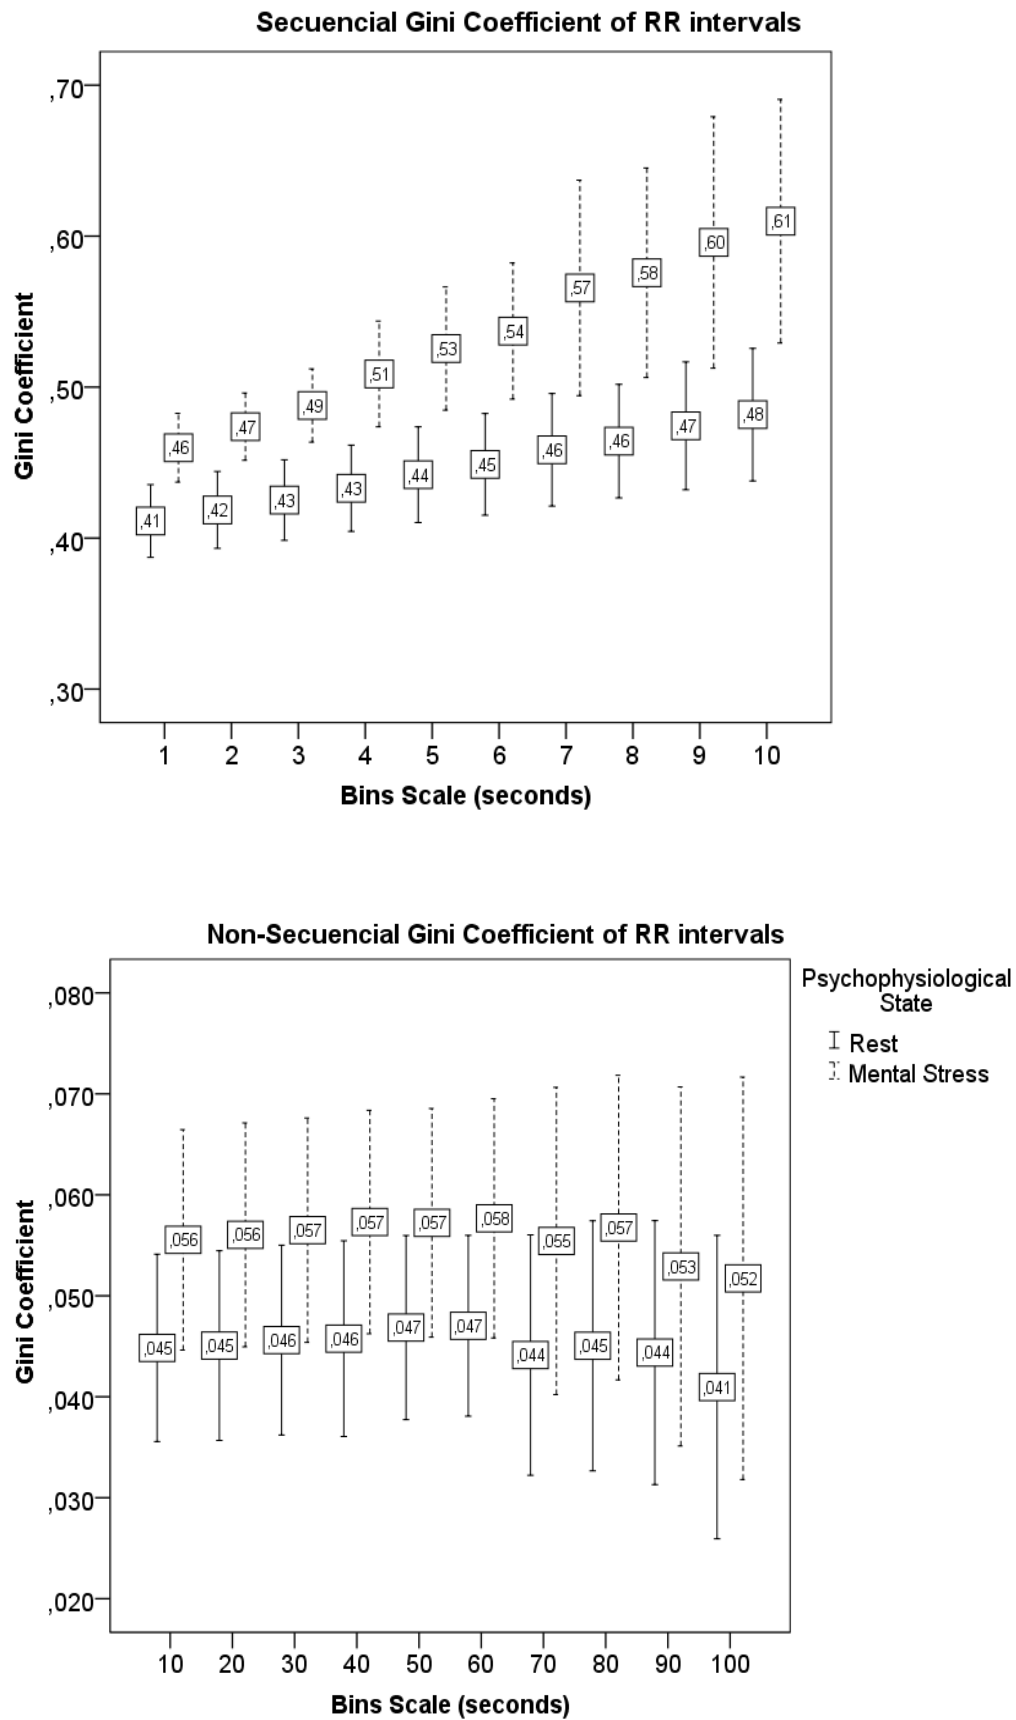 Secuencial Gini Coefficient of RR intervals
,70
,60
,50
,40
,30
Gini Coefficient
,46 ,47 ,49 ,51 ,53 ,54 ,57 ,58 ,60 ,61
,41 ,42 ,43 ,43 ,44 ,45 ,46 ,46 ,47 ,48
1 2 3 4 5 6 7 8 9 10
Bins Scale (seconds)
Non-Secuencial Gini Coefficient of RR intervals
Psychophysiological
State
Rest
Mental Stress
,080
,070
,060
,050
,040
,030
,020
Gini Coefficient
,056 ,056 ,057 ,057 ,057 ,058 ,055 ,057 ,053 ,052
,045 ,045 ,046 ,046 ,047 ,047 ,044 ,045 ,044 ,041
10 20 30 40 50 60 70 80 90 100
Bins Scale (seconds)